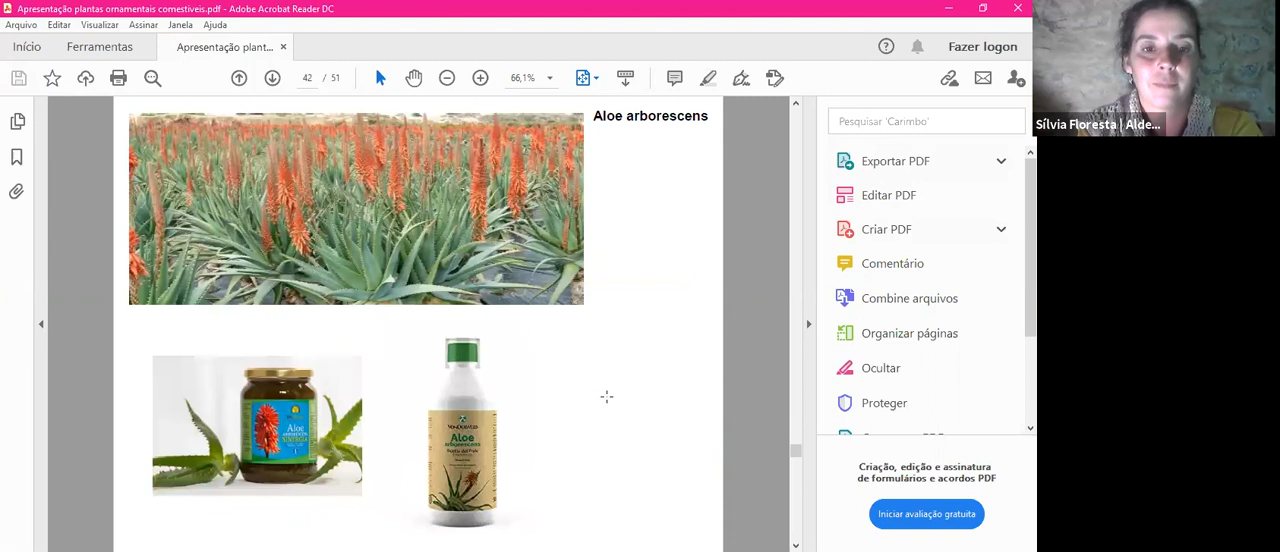 Apresentação plantas ornamentais comestiveis.pdf - Adobe Acrobat Reader DC
Arquivo Editar Visualizar Assinar Janela Ajuda
Início Ferramentas Apresentação plant... ×
Fazer logon
42 / 51 66,1%
Aloe arborescens
Pesquisar 'Carimbo'
Exportar PDF
Editar PDF
Criar PDF
Comentário
Combine arquivos
Organizar páginas
Ocultar
Proteger
Criação, edição e assinatura
de formulários e acordos PDF
Iniciar avaliação gratuita
Sílvia Floresta | Alde...
Aloe
Aloe
arborescens